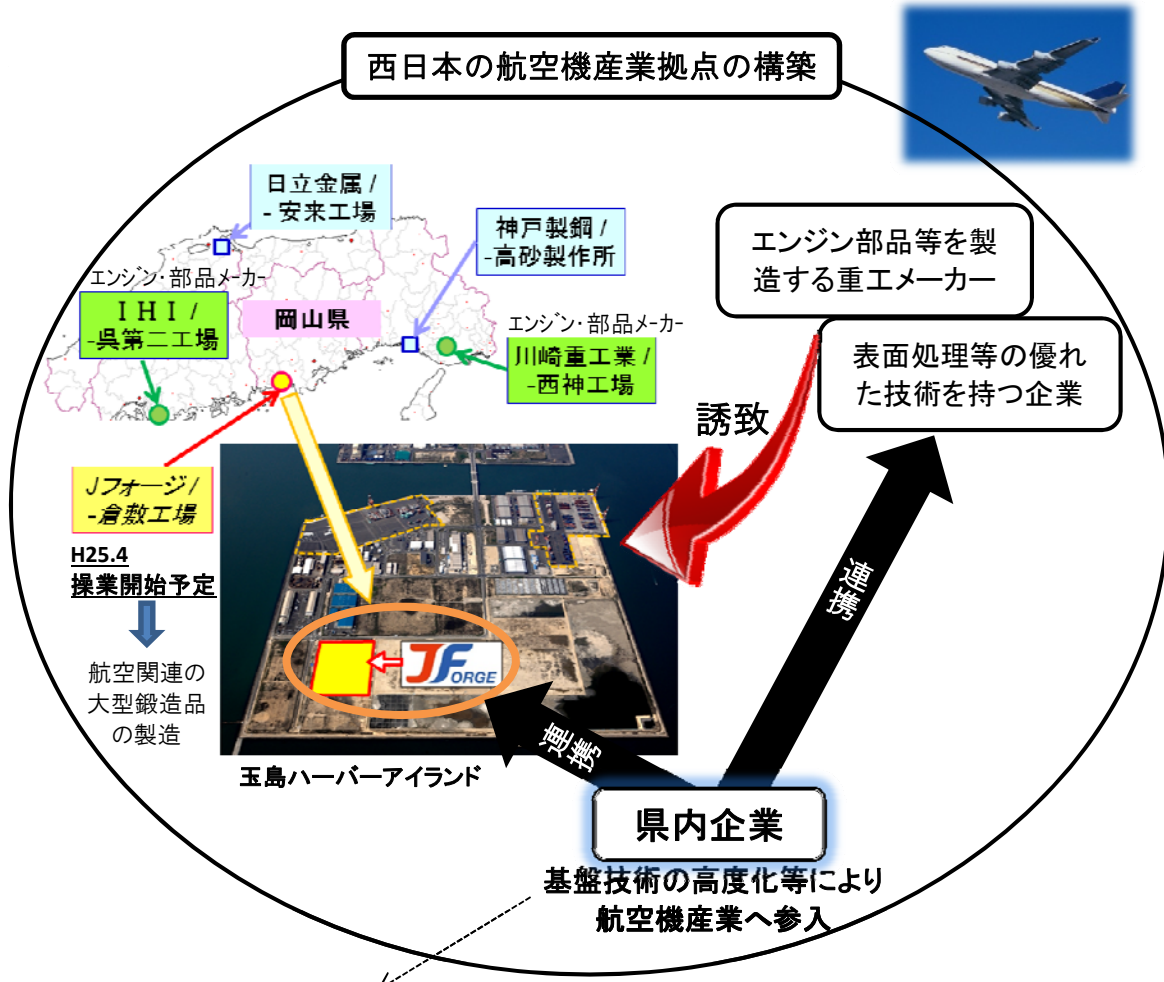 西日本の航空機産業拠点の構築
日立金属 /
- 安来工場
神戸製鋼 /
-高砂製作所
エンジン・部品メーカー
ＩＨＩ /
-呉第二工場
岡山県
エンジン・部品メーカー
川崎重工業 /
-西神工場
エンジン部品等を製
造する重工メーカー
表面処理等の優れ
た技術を持つ企業
誘致
Jフォージ /
-倉敷工場
H25.4
操業開始予定
航空関連の
大型鍛造品
の製造
J FORGE
玉島ハーバーアイランド
連携
連携
県内企業
基盤技術の高度化等により
航空機産業へ参入